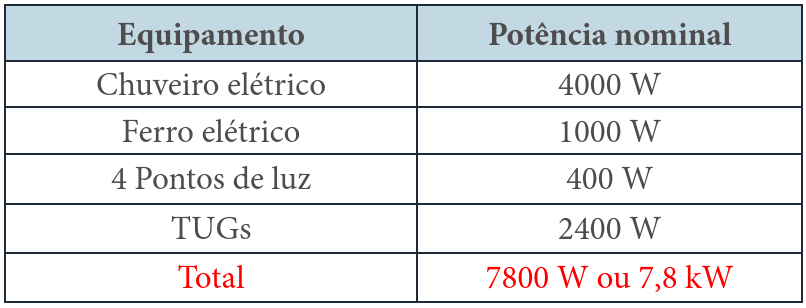 Equipamento Potência nominal
Chuveiro elétrico 4000 W
Ferro elétrico 1000 W
4 Pontos de luz 400 W
TUGs 2400 W
Total 7800 W ou 7,8 kW